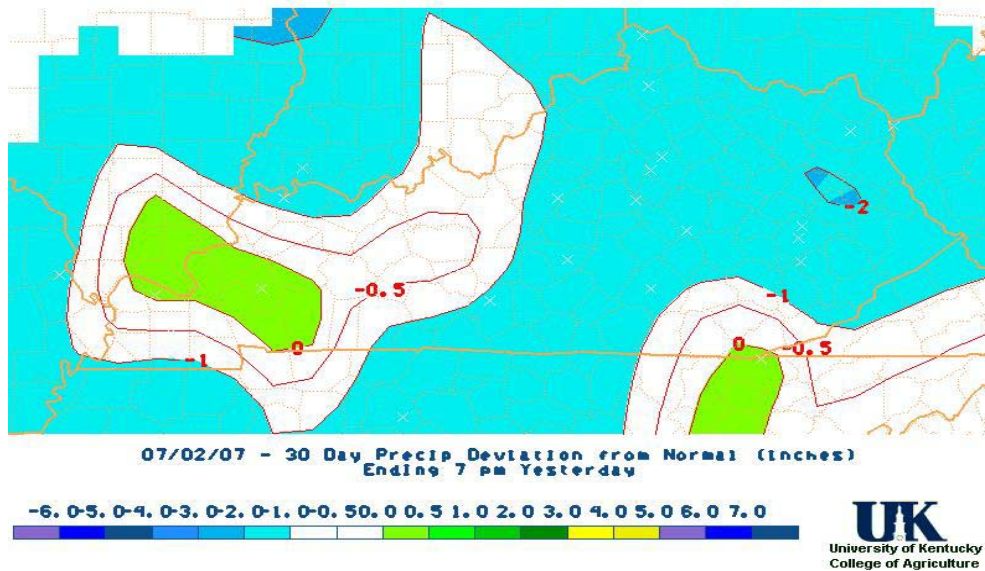 -2
-0.5
-1
0
-0.5
0
-1
07/02/07 - 30 Day Precip Deviation from Normal (Inches)
Ending 7 pm Yesterday
-6.0-5.0-4.0-3.0-2.0-1.0-0.50.0 0.5 1.0 2.0 3.0 4.0 5.0 6.0 7.0
UK
University of Kentucky
College of Agriculture